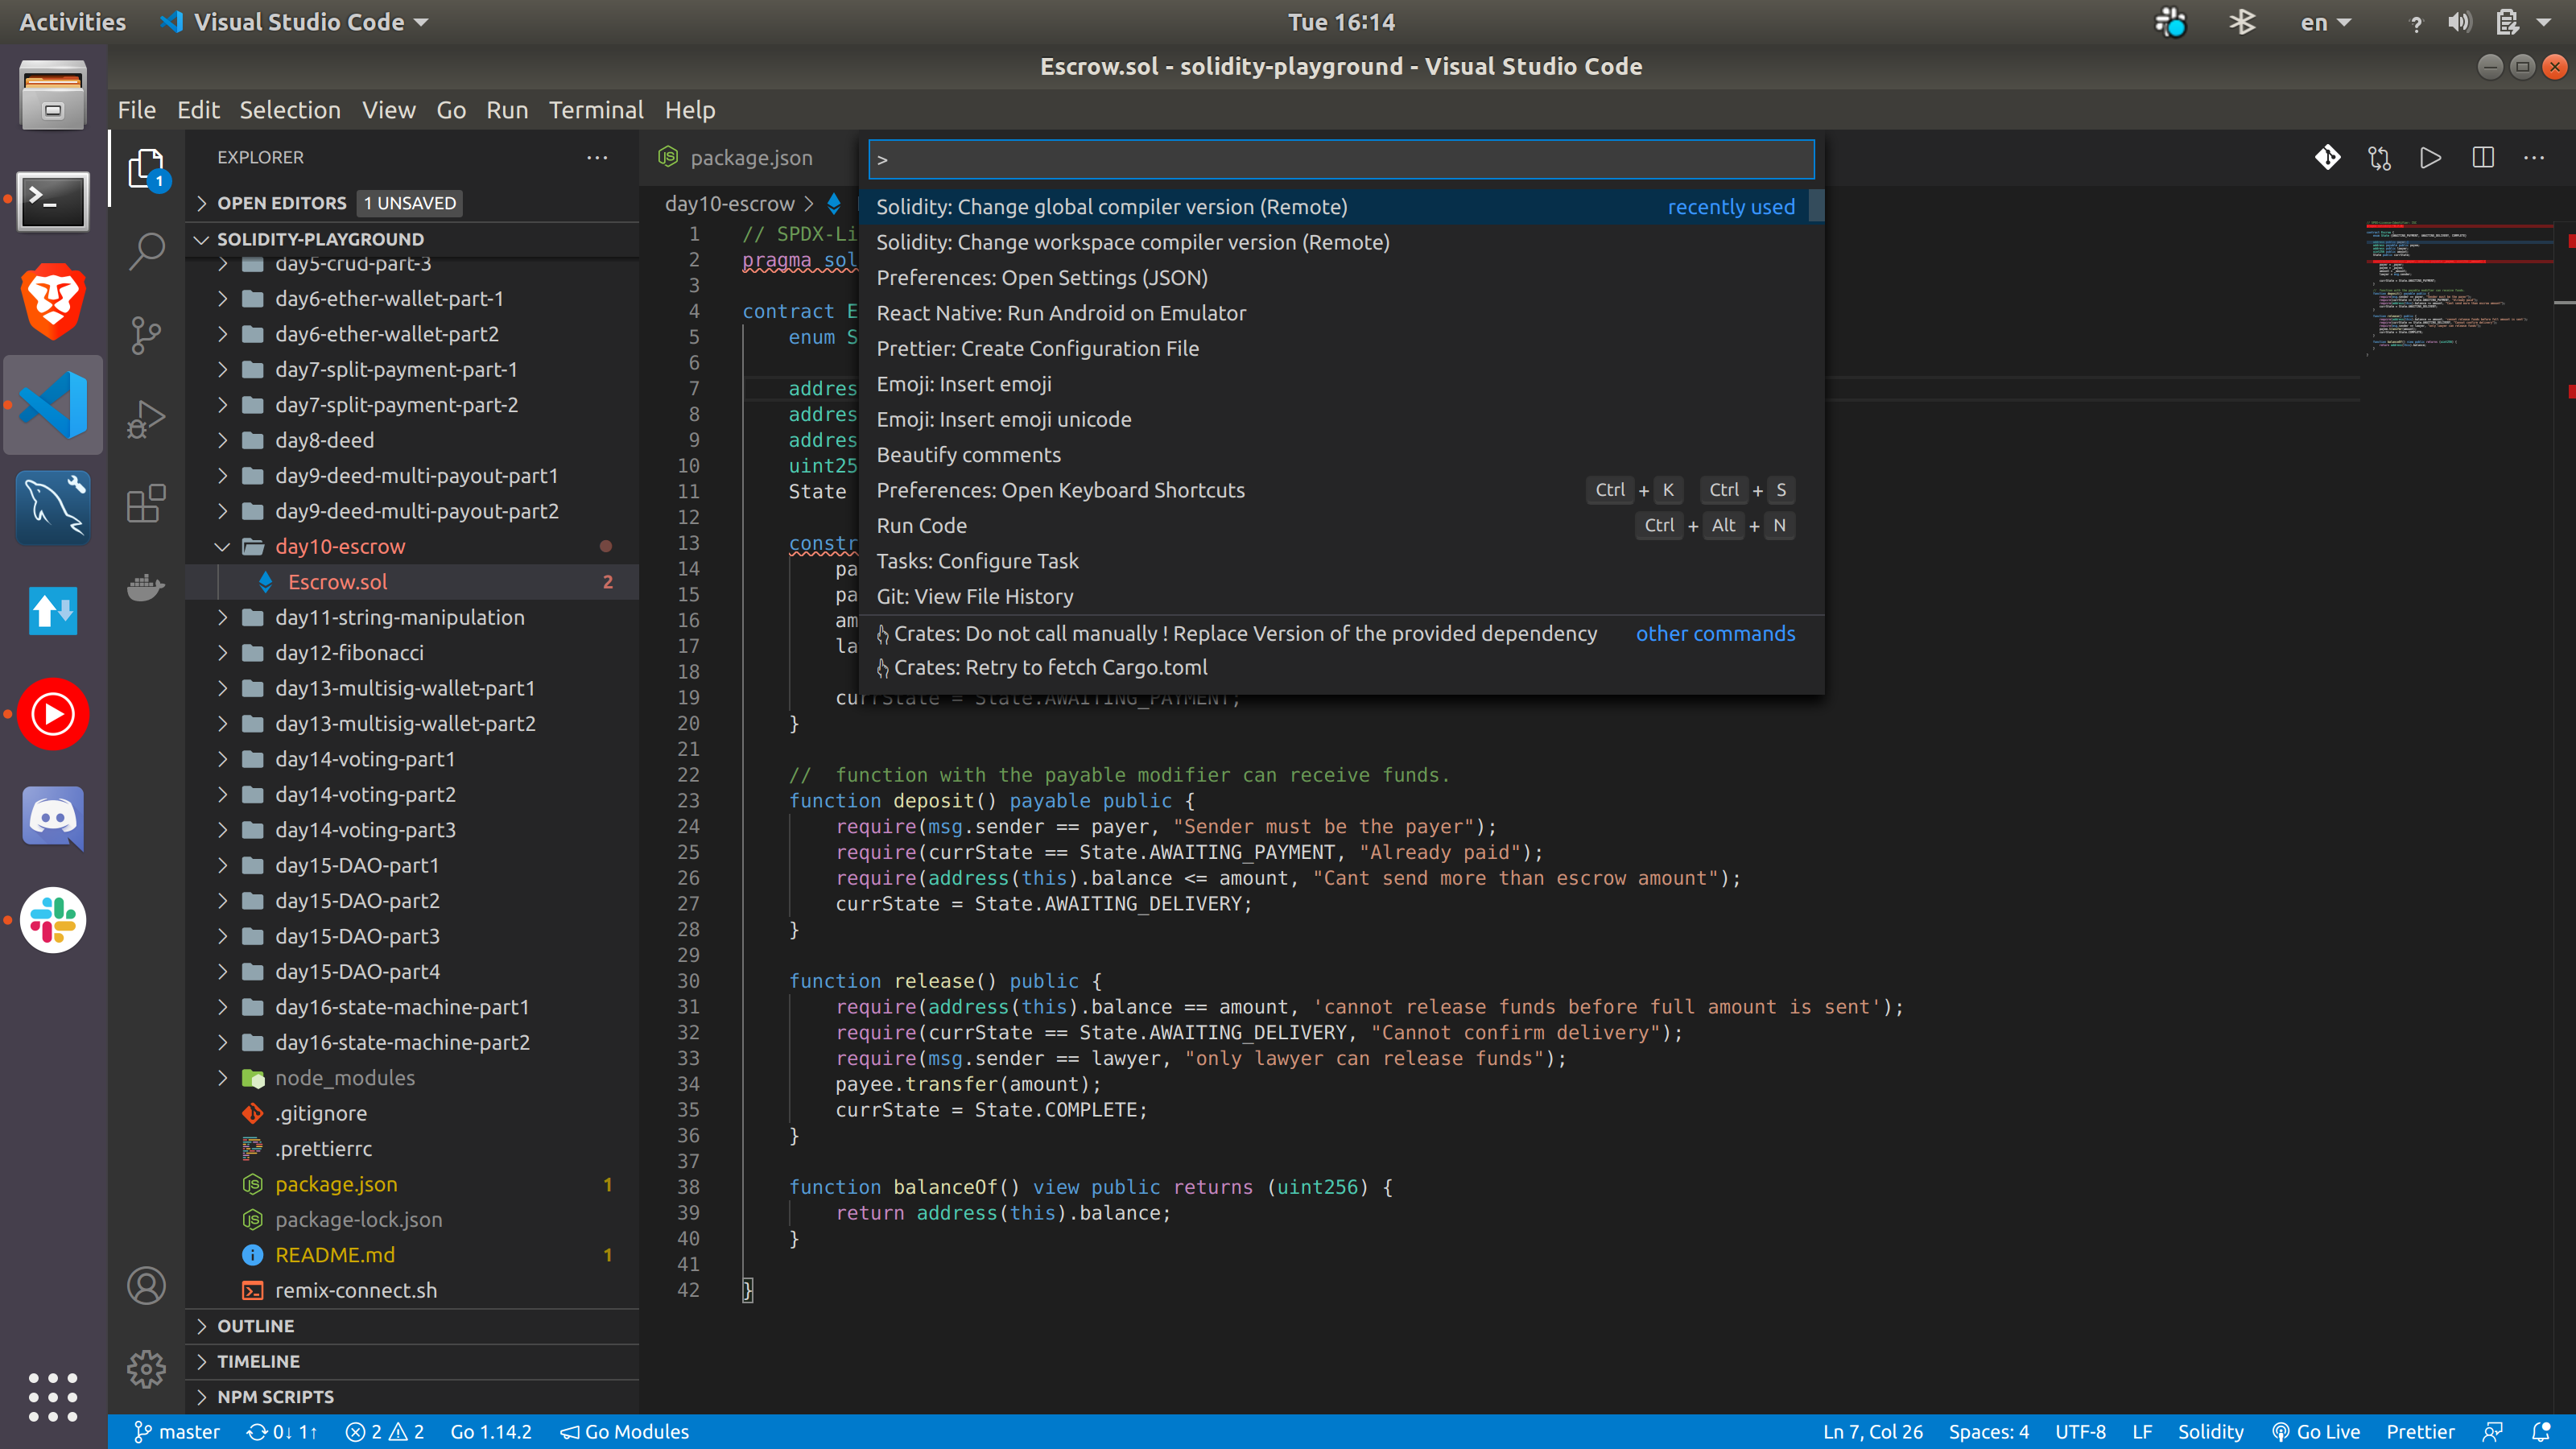 Activities
Visual Studio Code
Tue 16:14
en
Escrow.sol - solidity-playground - Visual Studio Code
File Edit Selection View Go Run Terminal Help
1
EXPLORER
OPEN EDITORS 1 UNSAVED
SOLIDITY-PLAYGROUND
day5-crud-part-3
day6-ether-wallet-part-1
day6-ether-wallet-part2
day7-split-payment-part-1
day7-split-payment-part-2
day8-deed
day9-deed-multi-payout-part1
day9-deed-multi-payout-part2
day10-escrow
Escrow.sol 2
day11-string-manipulation
day12-fibonacci
day13-multisig-wallet-part1
day13-multisig-wallet-part2
day14-voting-part1
day14-voting-part2
day14-voting-part3
day15-DAO-part1
day15-DAO-part2
day15-DAO-part3
day15-DAO-part4
day16-state-machine-part1
day16-state-machine-part2
node_modules
.gitignore
.prettierrc
package.json 1
package-lock.json
README.md 1
remix-connect.sh
OUTLINE
TIMELINE
NPM SCRIPTS
package.json
day10-escrow
>
Solidity: Change global compiler version (Remote) recently used
Solidity: Change workspace compiler version (Remote)
Preferences: Open Settings (JSON)
React Native: Run Android on Emulator
Prettier: Create Configuration File
Emoji: Insert emoji
Emoji: Insert emoji unicode
Beautify comments
Preferences: Open Keyboard Shortcuts Ctrl + K Ctrl + S
Run Code Ctrl + Alt + N
Tasks: Configure Task
Git: View File History
Crates: Do not call manually ! Replace Version of the provided dependency other commands
Crates: Retry to fetch Cargo.toml
1 // SPDX-Li
2 pragma sol
3
4 contract E
5 enum S
6
7 addres
8 addres
9 addres
10 uint25
11 State
12
13 constr
14 pa
15 pa
16 am
17 la
18
19 currState = State.AWAITING_PAYMENT;
20 }
21
22 // function with the payable modifier can receive funds.
23 function deposit() payable public {
24 require(msg.sender == payer, "Sender must be the payer");
25 require(currState == State.AWAITING_PAYMENT, "Already paid");
26 require(address(this).balance <= amount, "Cant send more than escrow amount");
27 currState = State.AWAITING_DELIVERY;
28 }
29
30 function release() public {
31 require(address(this).balance == amount, 'cannot release funds before full amount is sent');
32 require(currState == State.AWAITING_DELIVERY, "Cannot confirm delivery");
33 require(msg.sender == lawyer, "only lawyer can release funds");
34 payee.transfer(amount);
35 currState = State.COMPLETE;
36 }
37
38 function balanceOf() view public returns (uint256) {
39 return address(this).balance;
40 }
41
42 }
master 0↓ 1↑ 2 2 Go 1.14.2 Go Modules
Ln 7, Col 26 Spaces: 4 UTF-8 LF Solidity Go Live Prettier